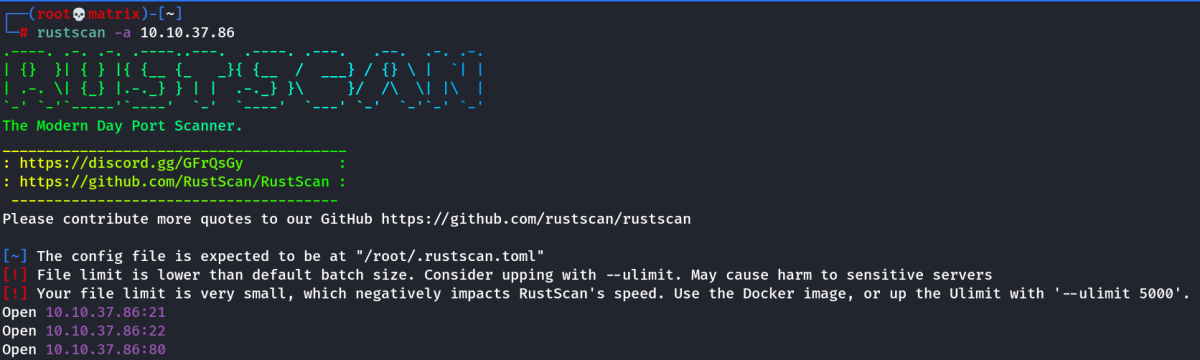 ┌──(root💀matrix)-[~]
└─# rustscan -a 10.10.37.86
.----. .-. .-. .----..---.  .----. .---.   .--.  .-. .-.
| {}  }| { } |{ {__ {_   _}{ {__  /  ___} / {} \ |  `| |
| .-. \| {_} |.-._} } | |  .-._} }\     }/  /\  \| |\  |
`-' `-'`-----'`----'  `-'  `----'  `---' `-'  `-'`-' `-'
The Modern Day Port Scanner.
________________________________________
: https://discord.gg/GFrQsGy           :
: https://github.com/RustScan/RustScan :
 --------------------------------------
Please contribute more quotes to our GitHub https://github.com/rustscan/rustscan
[~] The config file is expected to be at "/root/.rustscan.toml"
[!] File limit is lower than default batch size. Consider upping with --ulimit. May cause harm to sensitive servers
[!] Your file limit is very small, which negatively impacts RustScan's speed. Use the Docker image, or up the Ulimit with '--ulimit 5000'.
Open 10.10.37.86:21
Open 10.10.37.86:22
Open 10.10.37.86:80